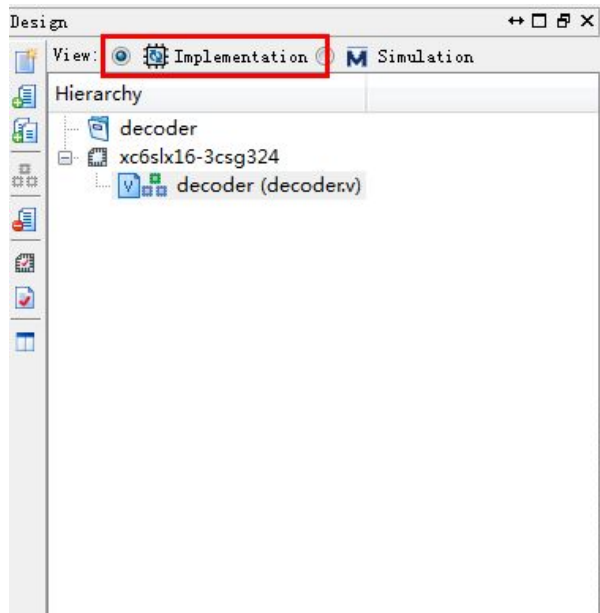 Design
View: Implementation Simulation
Hierarchy
decoder
xc6slx16-3csg324
decoder (decoder.v)